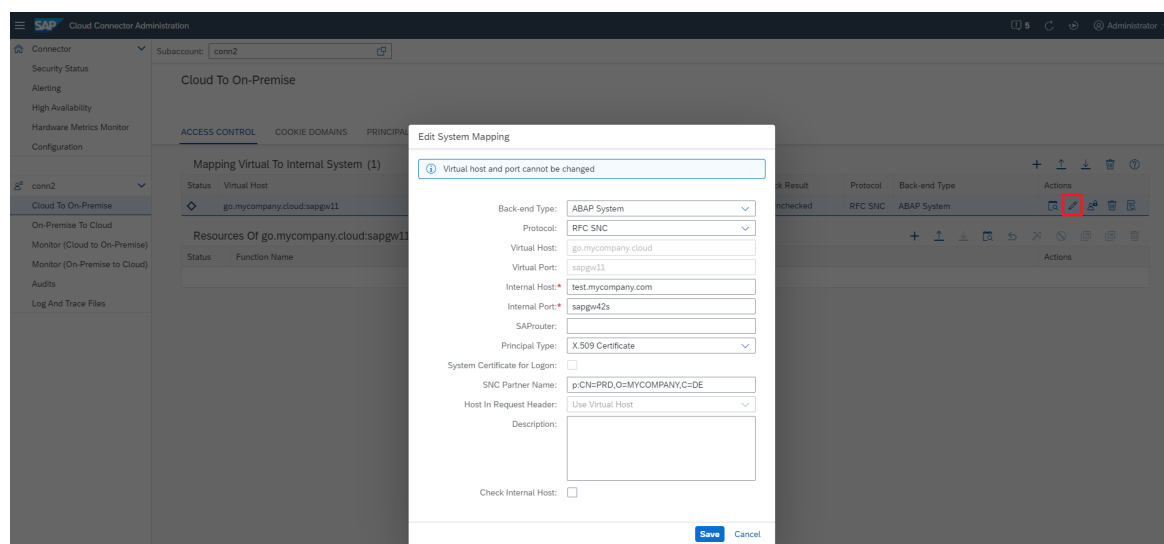 SAP Cloud Connector Administration
5
Administrator
Connector
Subaccount: conn2
Security Status
Cloud To On-Premise
Alerting
High Availability
Hardware Metrics Monitor
Configuration
ACCESS CONTROL COOKIE DOMAINS PRINCIPAL
Mapping Virtual To Internal System (1)
conn2
Status Virtual Host
ck Result Protocol Back-end Type Actions
Cloud To On-Premise
go.mycompany.cloud:sapgw11
nchecked RFC SNC ABAP System
On-Premise To Cloud
Resources Of go.mycompany.cloud:sapgw11
Monitor (Cloud to On-Premise)
Status Function Name Actions
Monitor (On-Premise to Cloud)
Audits
Log And Trace Files
Edit System Mapping
Virtual host and port cannot be changed
Back-end Type: ABAP System
Protocol: RFC SNC
Virtual Host: go.mycompany.cloud
Virtual Port: sapgw11
Internal Host:* test.mycompany.com
Internal Port:* sapgw42s
SAProuter:
Principal Type: X.509 Certificate
System Certificate for Logon:
SNC Partner Name: p:CN=PRD,O=MYCOMPANY,C=DE
Host In Request Header: Use Virtual Host
Description:
Check Internal Host:
Save Cancel